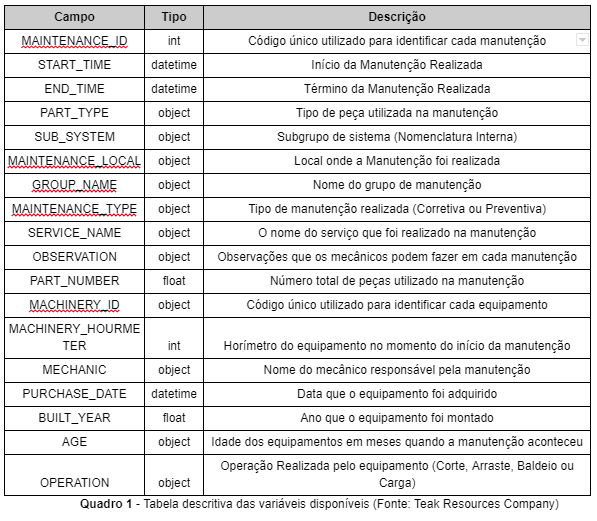 Campo Tipo Descrição
MAINTENANCE_ID int Código único utilizado para identificar cada manutenção
START_TIME datetime Início da Manutenção Realizada
END_TIME datetime Término da Manutenção Realizada
PART_TYPE object Tipo de peça utilizada na manutenção
SUB_SYSTEM object Subgrupo de sistema (Nomenclatura Interna)
MAINTENANCE_LOCAL object Local onde a Manutenção foi realizada
GROUP_NAME object Nome do grupo de manutenção
MAINTENANCE_TYPE object Tipo de manutenção realizada (Corretiva ou Preventiva)
SERVICE_NAME object O nome do serviço que foi realizado na manutenção
OBSERVATION object Observações que os mecânicos podem fazer em cada manutenção
PART_NUMBER float Número total de peças utilizado na manutenção
MACHINERY_ID object Código único utilizado para identificar cada equipamento
MACHINERY_HOURME
TER int Horímetro do equipamento no momento do início da manutenção
MECHANIC object Nome do mecânico responsável pela manutenção
PURCHASE_DATE datetime Data que o equipamento foi adquirido
BUILT_YEAR float Ano que o equipamento foi montado
AGE object Idade dos equipamentos em meses quando a manutenção aconteceu
Operação Realizada pelo equipamento (Corte, Arraste, Baldeio ou
OPERATION object Carga)
Quadro 1 - Tabela descritiva das variáveis disponíveis (Fonte: Teak Resources Company)